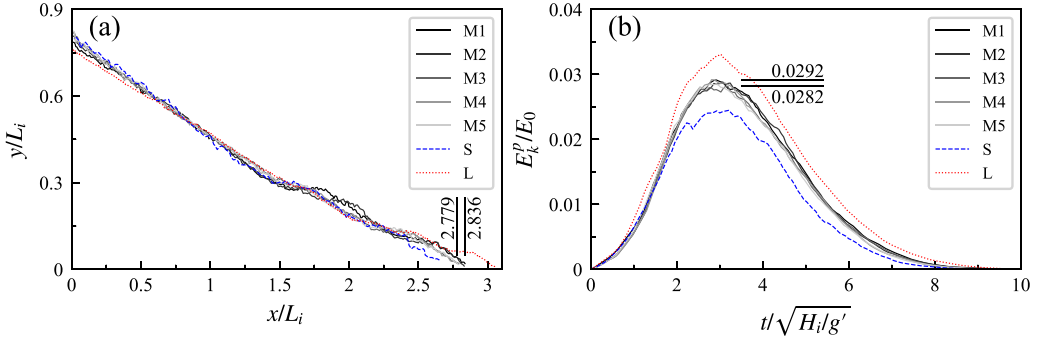 (a)
0.9
0.6
0.3
0
y/L_i
M1
M2
M3
M4
M5
S
L
2.779
2.836
0
0.5
1
1.5
2
2.5
3
x/L_i
(b)
0.04
0.03
0.02
0.01
0.00
E_k^p/E_0
0.0292
0.0282
M1
M2
M3
M4
M5
S
L
0
2
4
6
8
10
t/√H_i/g′